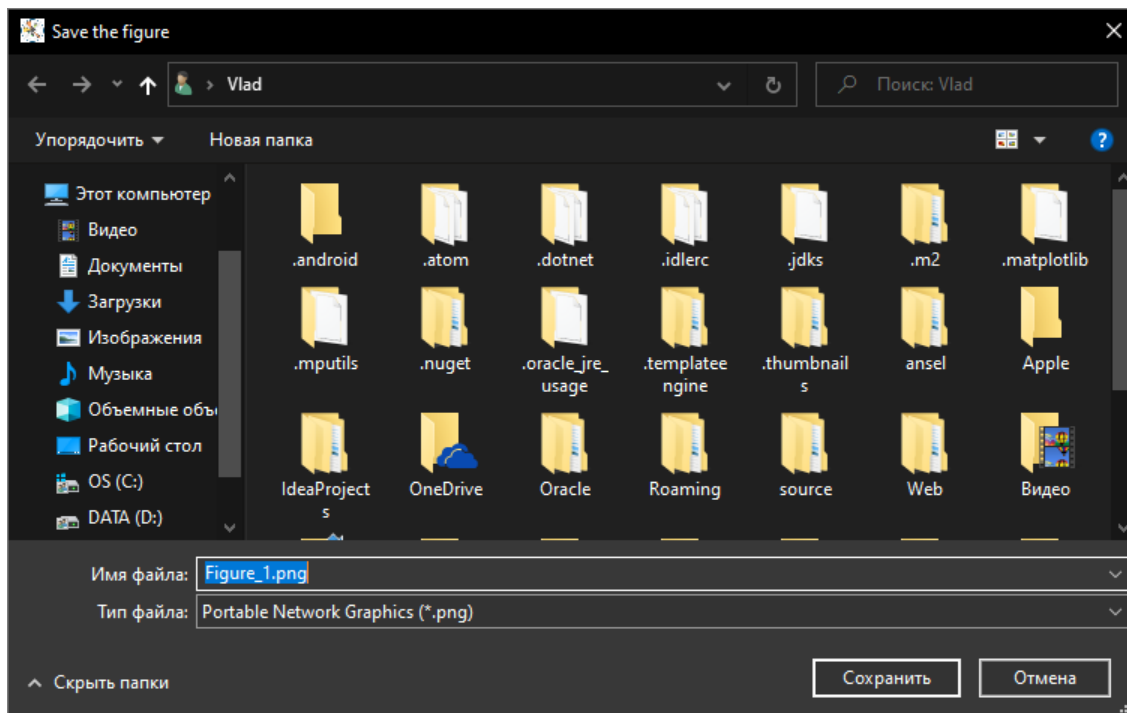 Save the figure
Vlad
Поиск: Vlad
Упорядочить
Новая папка
Этот компьютер
Видео
Документы
Загрузки
Изображения
Музыка
Объемные объ
Рабочий стол
OS (C:)
DATA (D:)
.android
.atom
.dotnet
.idlerc
.jdks
.m2
.matplotlib
.mputils
.nuget
.oracle_jre_
usage
.templatee
ngine
.thumbnail
s
ansel
Apple
IdeaProject
s
OneDrive
Oracle
Roaming
source
Web
Видео
Имя файла: Figure_1.png
Тип файла: Portable Network Graphics (*.png)
Скрыть папки
Сохранить
Отмена